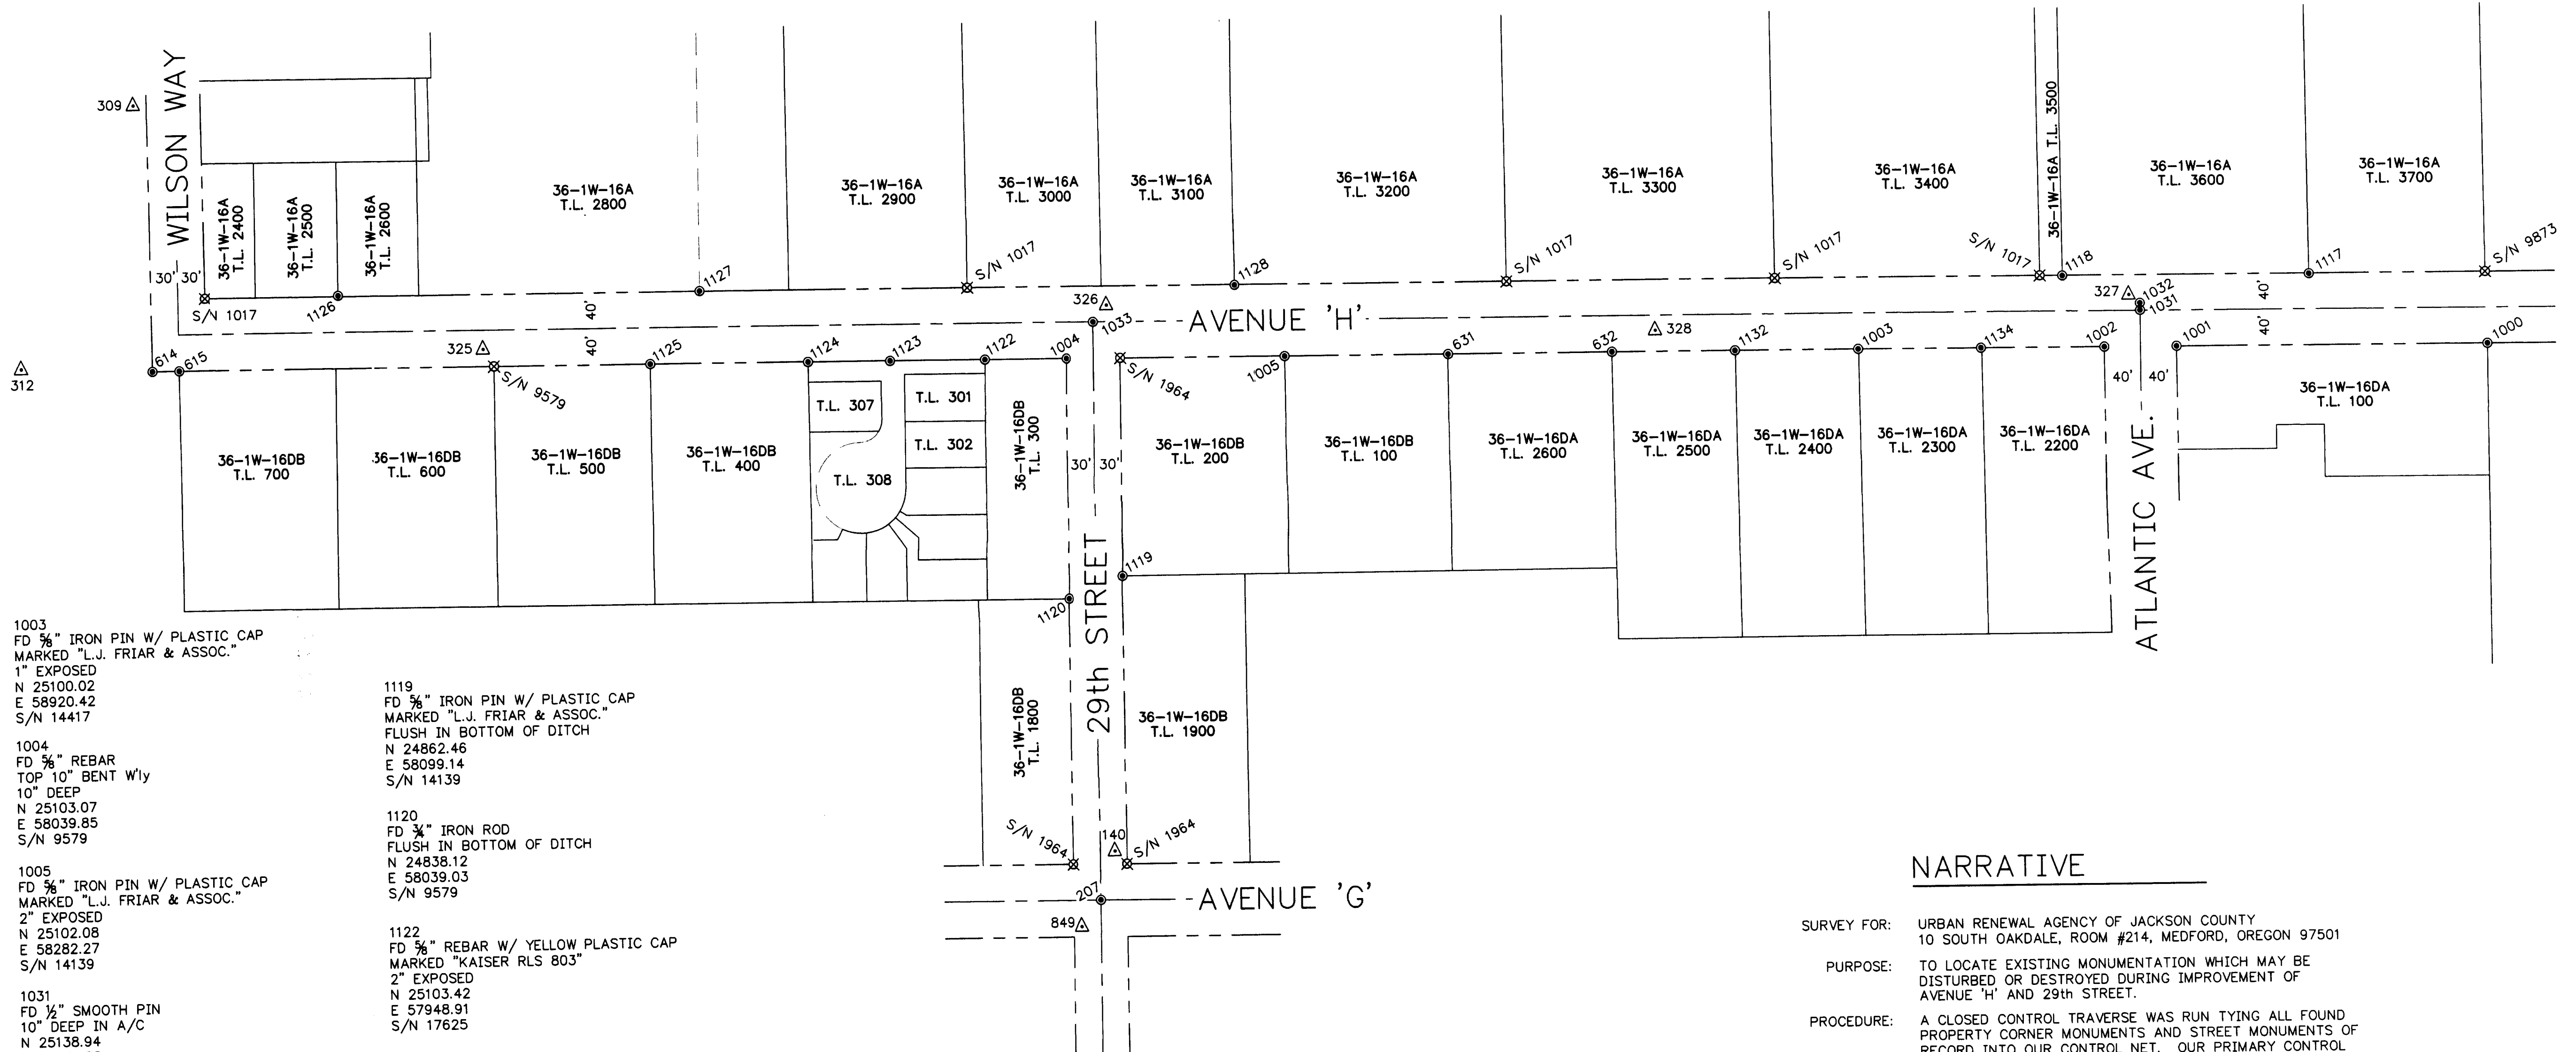 309
WILSON WAY
30' 30'
36-1W-16A
T.L. 2400
36-1W-16A
T.L. 2500
36-1W-16A
T.L. 2600
36-1W-16A
T.L. 2800
36-1W-16A
T.L. 2900
36-1W-16A
T.L. 3000
36-1W-16A
T.L. 3100
36-1W-16A
T.L. 3200
36-1W-16A
T.L. 3300
36-1W-16A
T.L. 3400
36-1W-16A T.L. 3500
36-1W-16A
T.L. 3600
36-1W-16A
T.L. 3700
S/N 1017
1126
40'
1127
S/N 1017
326
1128
S/N 1017
S/N 1017
S/N 1017
1118
1117
S/N 9873
1033
AVENUE 'H'
327
1032
1031
40'
40'
312
614
615
325
S/N 9579
40'
1125
1124
1123
1122
1004
S/N 1964
1005
631
632
328
1132
1003
1134
1002
1001
1000
40' 40'
36-1W-16DB
T.L. 700
36-1W-16DB
T.L. 600
36-1W-16DB
T.L. 500
36-1W-16DB
T.L. 400
T.L. 307
T.L. 308
T.L. 301
T.L. 302
36-1W-16DB
T.L. 300
30' 30'
36-1W-16DB
T.L. 200
36-1W-16DB
T.L. 100
36-1W-16DA
T.L. 2600
36-1W-16DA
T.L. 2500
36-1W-16DA
T.L. 2400
36-1W-16DA
T.L. 2300
36-1W-16DA
T.L. 2200
ATLANTIC AVE.
36-1W-16DA
T.L. 100
1120
29th STREET
1119
36-1W-16DB
T.L. 1800
36-1W-16DB
T.L. 1900
S/N 1964
140
S/N 1964
207
AVENUE 'G'
849
1003
FD 5/8" IRON PIN W/ PLASTIC CAP
MARKED "L.J. FRIAR & ASSOC."
1" EXPOSED
N 25100.02
E 58920.42
S/N 14417
1004
FD 5/8" REBAR
TOP 10" BENT W'ly
10" DEEP
N 25103.07
E 58039.85
S/N 9579
1005
FD 5/8" IRON PIN W/ PLASTIC CAP
MARKED "L.J. FRIAR & ASSOC."
2" EXPOSED
N 25102.08
E 58282.27
S/N 14139
1031
FD 1/2" SMOOTH PIN
10" DEEP IN A/C
N 25138.94
1119
FD 5/8" IRON PIN W/ PLASTIC CAP
MARKED "L.J. FRIAR & ASSOC."
FLUSH IN BOTTOM OF DITCH
N 24862.46
E 58099.14
S/N 14139
1120
FD 3/4" IRON ROD
FLUSH IN BOTTOM OF DITCH
N 24838.12
E 58039.03
S/N 9579
1122
FD 5/8" REBAR W/ YELLOW PLASTIC CAP
MARKED "KAISER RLS 803"
2" EXPOSED
N 25103.42
E 57948.91
S/N 17625
NARRATIVE
SURVEY FOR: URBAN RENEWAL AGENCY OF JACKSON COUNTY
10 SOUTH OAKDALE, ROOM #214, MEDFORD, OREGON 97501
PURPOSE: TO LOCATE EXISTING MONUMENTATION WHICH MAY BE
DISTURBED OR DESTROYED DURING IMPROVEMENT OF
AVENUE 'H' AND 29th STREET.
PROCEDURE: A CLOSED CONTROL TRAVERSE WAS RUN TYING ALL FOUND
PROPERTY CORNER MONUMENTS AND STREET MONUMENTS OF
RECORD INTO OUR CONTROL NET. OUR PRIMARY CONTROL